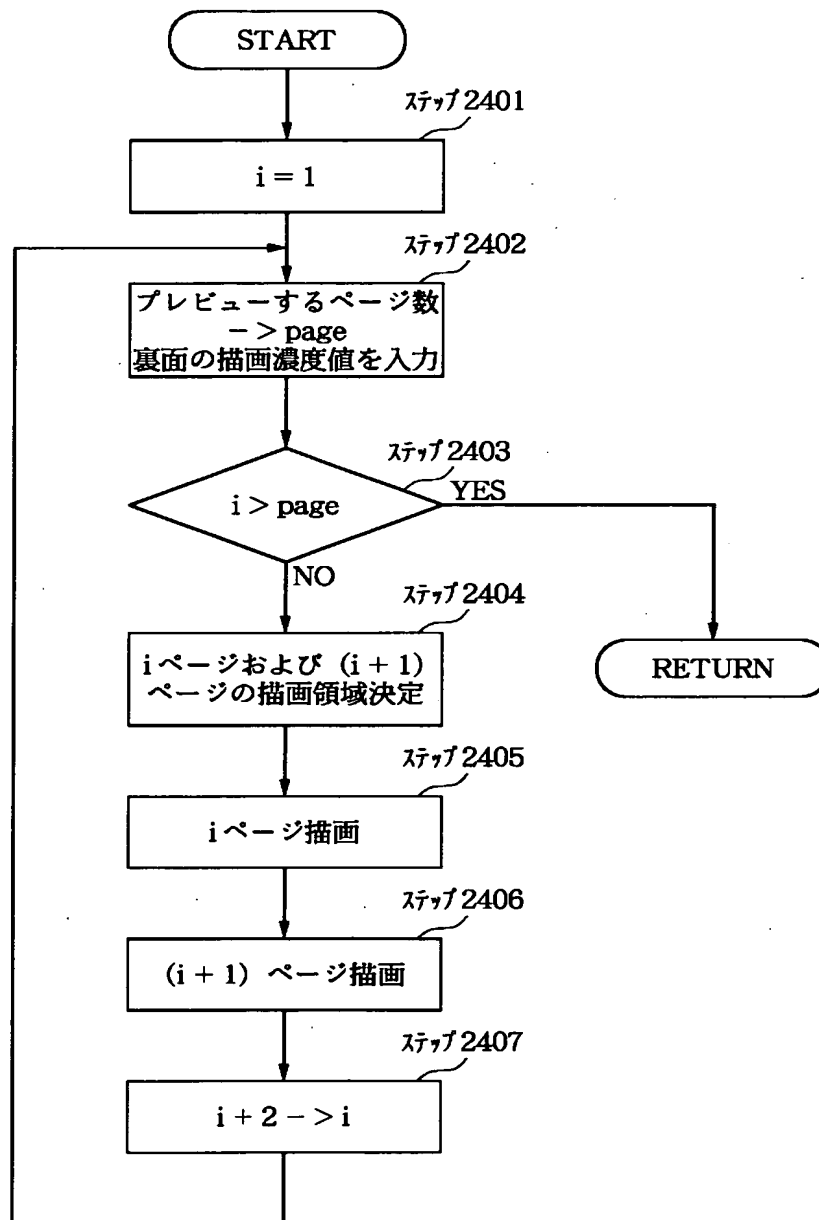 START
ステップ2401
i = 1
ステップ2402
プレビューするページ数
-> page
裏面の描画濃度値を入力
ステップ2403
i > page
YES
NO
ステップ2404
iページおよび (i + 1)
ページの描画領域決定
RETURN
ステップ2405
iページ描画
ステップ2406
(i + 1) ページ描画
ステップ2407
i + 2 -> i